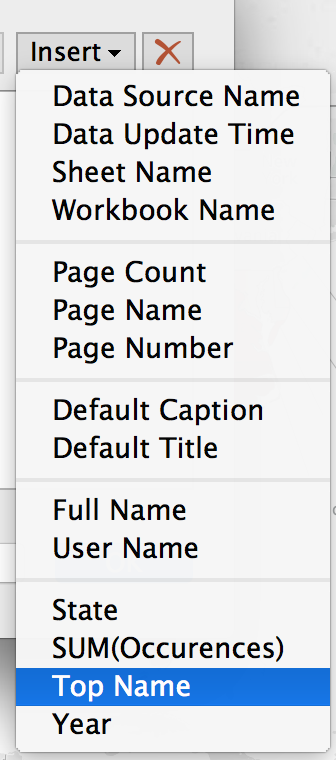 Insert
Data Source Name
Data Update Time
Sheet Name
Workbook Name
Page Count
Page Name
Page Number
Default Caption
Default Title
Full Name
User Name
State
SUM(Occurences)
Top Name
Year